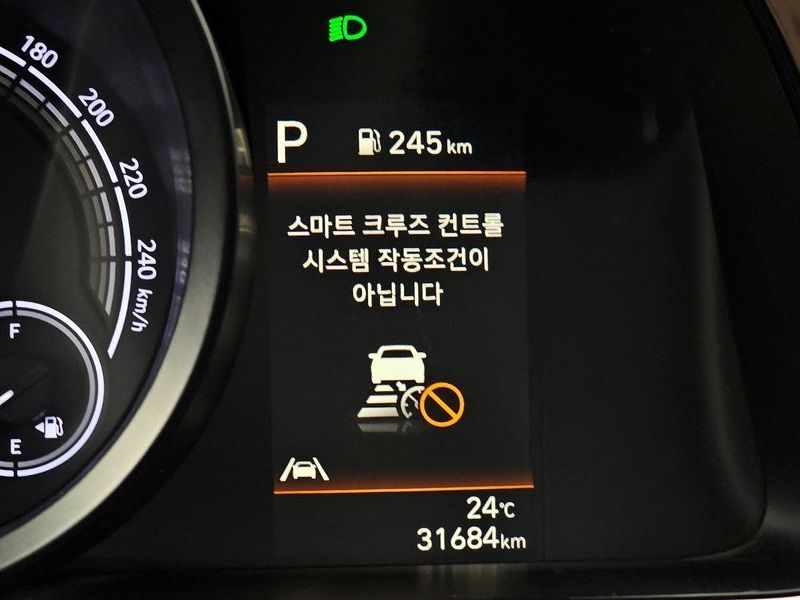 180
200
220
240
km/h
F
E
P 245 km
스마트 크루즈 컨트롤
시스템 작동조건이
아닙니다
24℃
31684km